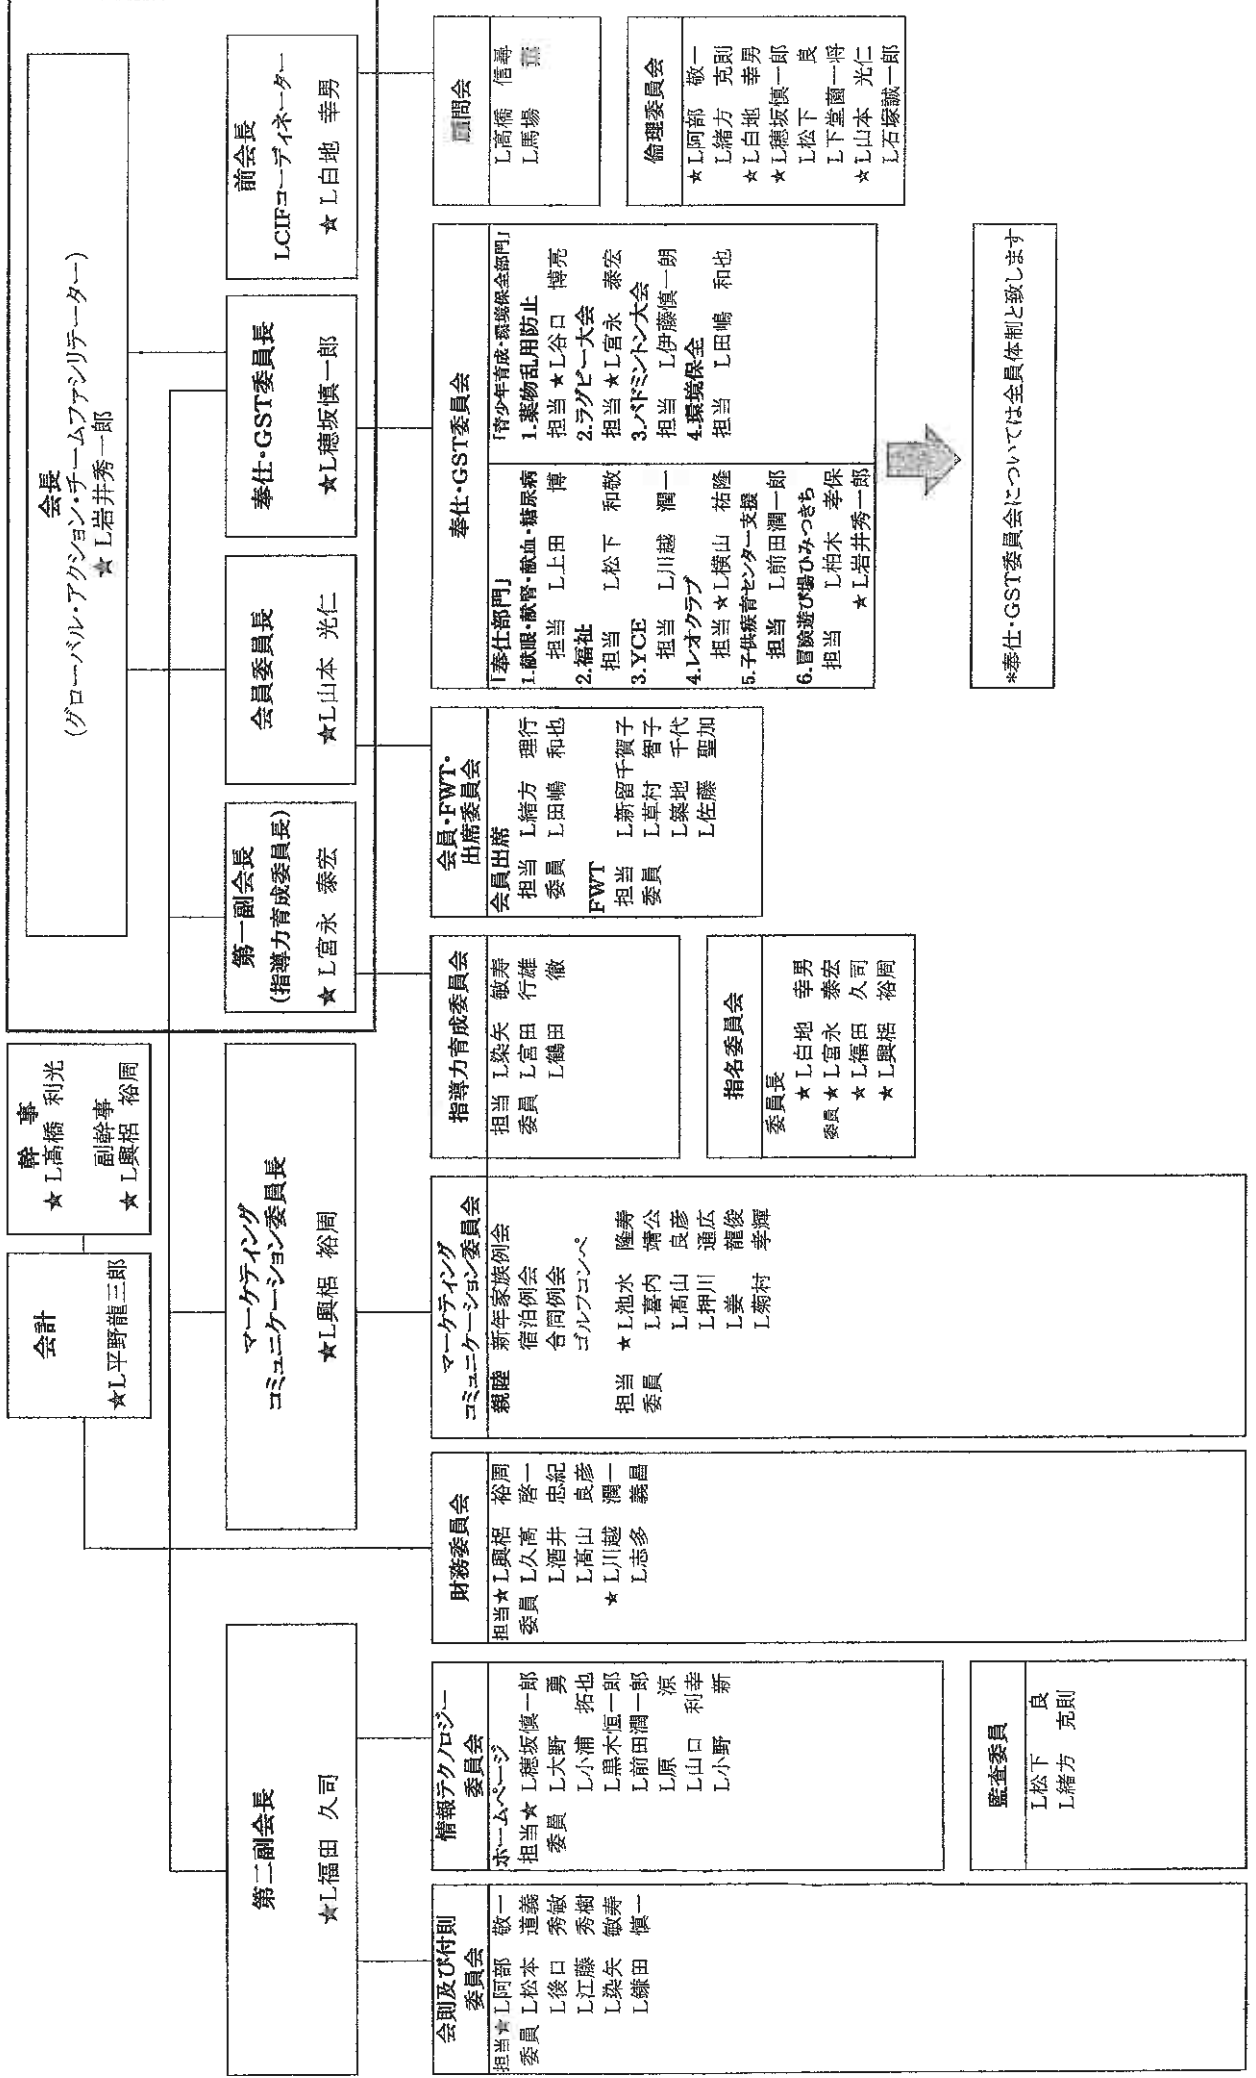 会長
(グローバル・アクション・チームファシリテーター)
★ L岩井秀一郎
幹　事
★ L高橋 利光
副幹事
★ L興梠 裕周
会計
★L平野龍三郎
第二副会長
★L福田 久司
マーケティング
コミュニケーション委員長
★L興梠 裕周
第一副会長
(指導力育成委員長)
★ L宮永 泰宏
会員委員長
★L山本 光仁
奉仕・GST委員長
★L穂坂慎一郎
前会長
LCIFコーディネーター
★ L白地 幸男
会則及び付則
委員会
担当★L阿部 敬一
委員 L松本 道義
L後口 秀敏
L江藤 秀樹
L染矢 敏寿
L鎌田 慎一
情報テクノロジー
委員会
ホームページ
担当★ L穂坂慎一郎
委員 L大野 勇
L小浦 拓也
L黒木恒一郎
L前田潤一郎
L原 涼
L山口 利幸
L小野 新
監査委員
L松下 良
L緒方 克則
財務委員会
担当★L興梠 裕周
委員 L久高 啓一
L酒井 忠紀
L高山 良彦
★ L川越 潤一
L志多 義昌
マーケティング
コミュニケーション委員会
親睦 新年家族例会
宿泊例会
合同例会
ゴルフコンペ
担当 ★L池水 隆寿
委員 L喜内 靖公
L高山 良彦
L押川 通広
L姜 龍俊
L菊村 孝輝
指導力育成委員会
担当 L染矢 敏寿
委員 L宮田 行雄
L鶴田 徹
指名委員会
委員長
★ L白地 幸男
委員 ★ L宮永 泰宏
★ L福田 久司
★ L興梠 裕周
会員・FWT・
出席委員会
会員出席
担当 L緒方 理行
委員 L田嶋 和也
FWT
担当 L新留千賀子
委員 L草村 智子
L築地 千代
L佐藤 聖加
奉仕・GST委員会
「奉仕部門」
1.献眼・献腎・献血・糖尿病
担当 L上田 博
2.福祉
担当 L松下 和敬
3.YCE
担当 L川越 潤一
4.レオクラブ
担当 ★L横山 祐隆
5.子供療育センター支援
担当 L前田潤一郎
6.冒険遊び場ひみつきち
担当 L柏木 孝保
★L岩井秀一郎
「青少年育成・環境保全部門」
1.薬物乱用防止
担当 ★L谷口 博亮
2.ラグビー大会
担当 ★L宮永 泰宏
3.バドミントン大会
担当 L伊藤慎一朗
4.環境保全
担当 L田嶋 和也
*奉仕・GST委員会については全員体制と致します
顧問会
L高橋 信尋
L馬場 薫
倫理委員会
★L阿部 敬一
L緒方 克則
★L白地 幸男
★L穂坂慎一郎
L松下 良
L下堂薗一将
★L山本 光仁
L石塚誠一郎